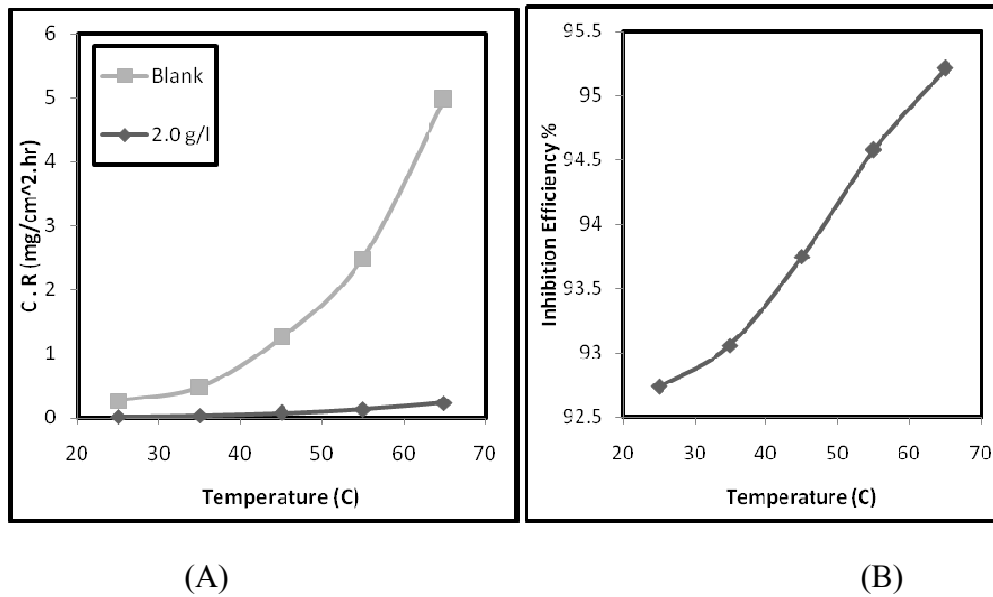 6
5
4
3
2
1
0
C . R (mg/cm^2.hr)
Blank
2.0 g/l
20 30 40 50 60 70
Temperature (C)
95.5
95
94.5
94
93.5
93
92.5
Inhibition Efficiency %
20 30 40 50 60 70
Temperature (C)
(A) (B)